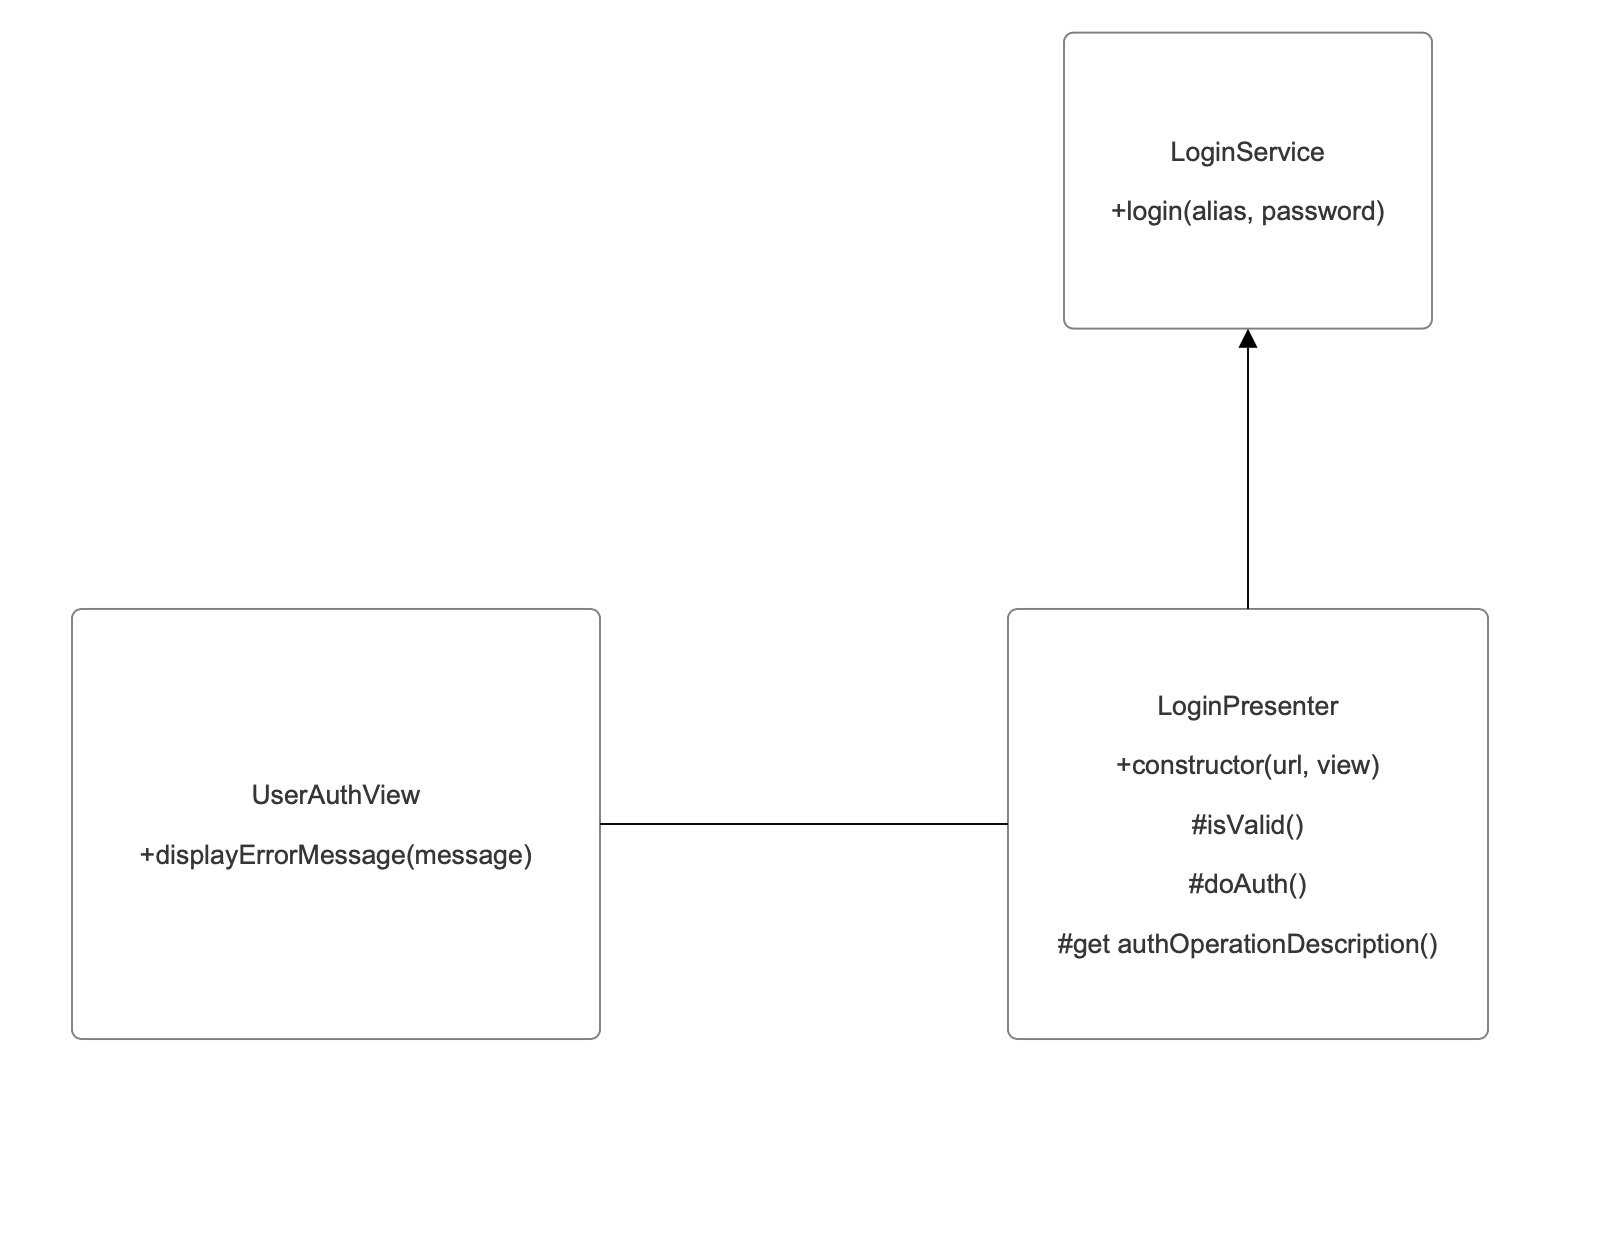 LoginService
+login(alias, password)
UserAuthView
+displayErrorMessage(message)
LoginPresenter
+constructor(url, view)
#isValid()
#doAuth()
#get authOperationDescription()